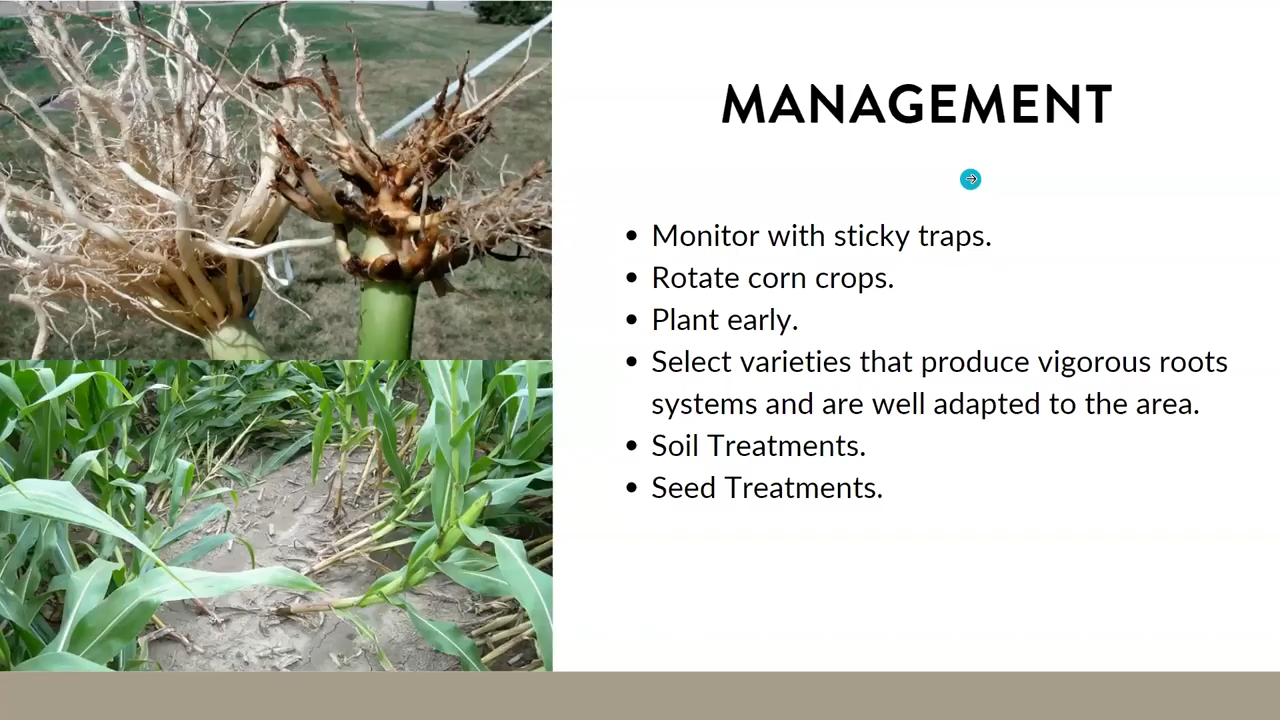 MANAGEMENT
• Monitor with sticky traps.
• Rotate corn crops.
• Plant early.
• Select varieties that produce vigorous roots
systems and are well adapted to the area.
• Soil Treatments.
• Seed Treatments.